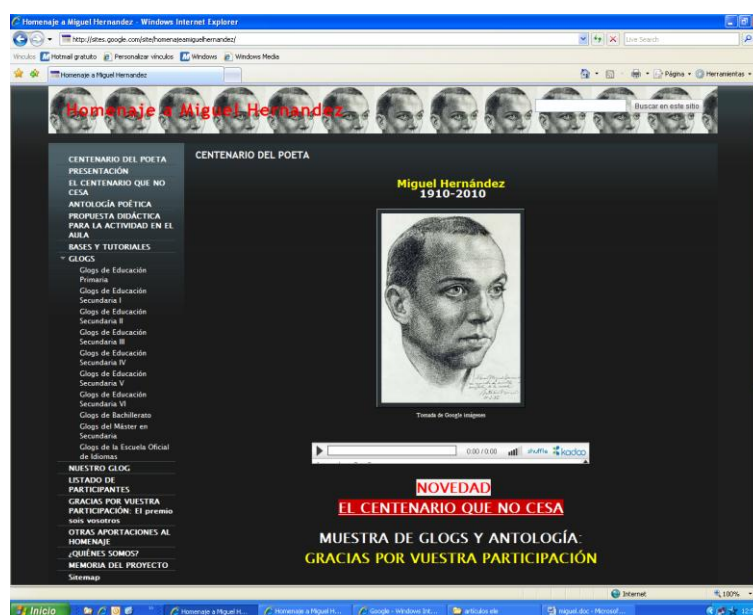 Homenaje a Miguel Hernandez - Windows Internet Explorer
http://sites.google.com/site/homenajeamiguelhernandez/
Live Search
Vínculos Hotmail gratuito Personalizar vínculos Windows Windows Media
Homenaje a Miguel Hernandez
Página Herramientas
Homenaje a Miguel Hernandez
Buscar en este sitio
CENTENARIO DEL POETA
PRESENTACIÓN
EL CENTENARIO QUE NO
CESA
ANTOLOGÍA POÉTICA
PROPUESTA DIDÁCTICA
PARA LA ACTIVIDAD EN EL
AULA
BASES Y TUTORIALES
GLOGS
Glogs de Educación
Primaria
Glogs de Educación
Secundaria I
Glogs de Educación
Secundaria II
Glogs de Educación
Secundaria III
Glogs de Educación
Secundaria IV
Glogs de Educación
Secundaria V
Glogs de Educación
Secundaria VI
Glogs de Bachillerato
Glogs del Máster en
Secundaria
Glogs de la Escuela Oficial
de Idiomas
NUESTRO GLOG
LISTADO DE
PARTICIPANTES
GRACIAS POR VUESTRA
PARTICIPACIÓN: El premio
sois vosotros
OTRAS APORTACIONES AL
HOMENAJE
¿QUIÉNES SOMOS?
MEMORIA DEL PROYECTO
Sitemap
CENTENARIO DEL POETA
Miguel Hernández
1910-2010
Tomada de Google imágenes
0:00 / 0:00 shuffle kadoo
NOVEDAD
EL CENTENARIO QUE NO CESA
MUESTRA DE GLOGS Y ANTOLOGÍA:
GRACIAS POR VUESTRA PARTICIPACIÓN
Internet 100%
Inicio Homenaje a Miguel H... Homenaje a Miguel H... Google - Windows Int... artículos ele miguel.doc - Microsof...